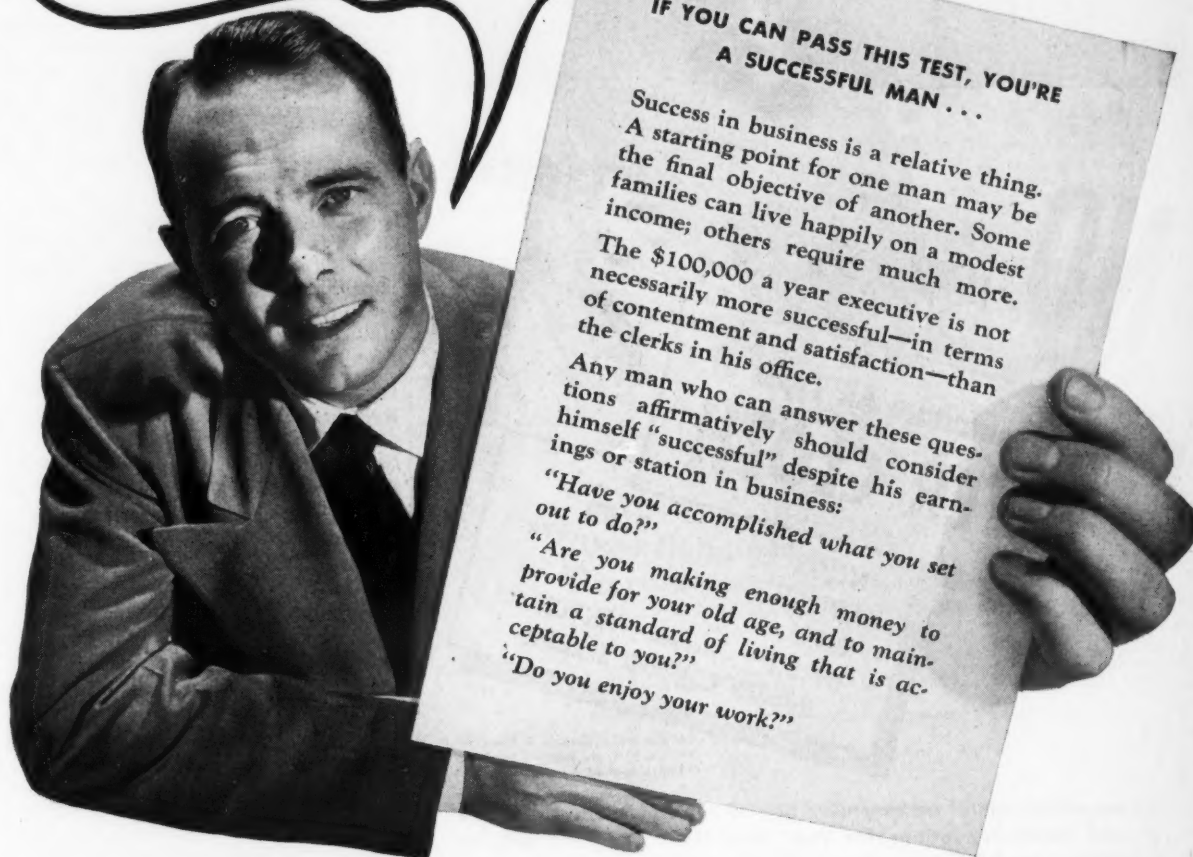 IF YOU CAN PASS THIS TEST, YOU'RE
A SUCCESSFUL MAN . . .
Success in business is a relative thing.
A starting point for one man may be
the final objective of another. Some
families can live happily on a modest
income; others require much more.
The $100,000 a year executive is not
necessarily more successful—in terms
of contentment and satisfaction—than
the clerks in his office.
Any man who can answer these ques-
tions affirmatively should consider
himself “successful” despite his earn-
ings or station in business:
“Have you accomplished what you set
out to do?”
“Are you making enough money to
provide for your old age, and to main-
tain a standard of living that is ac-
ceptable to you?”
“Do you enjoy your work?”